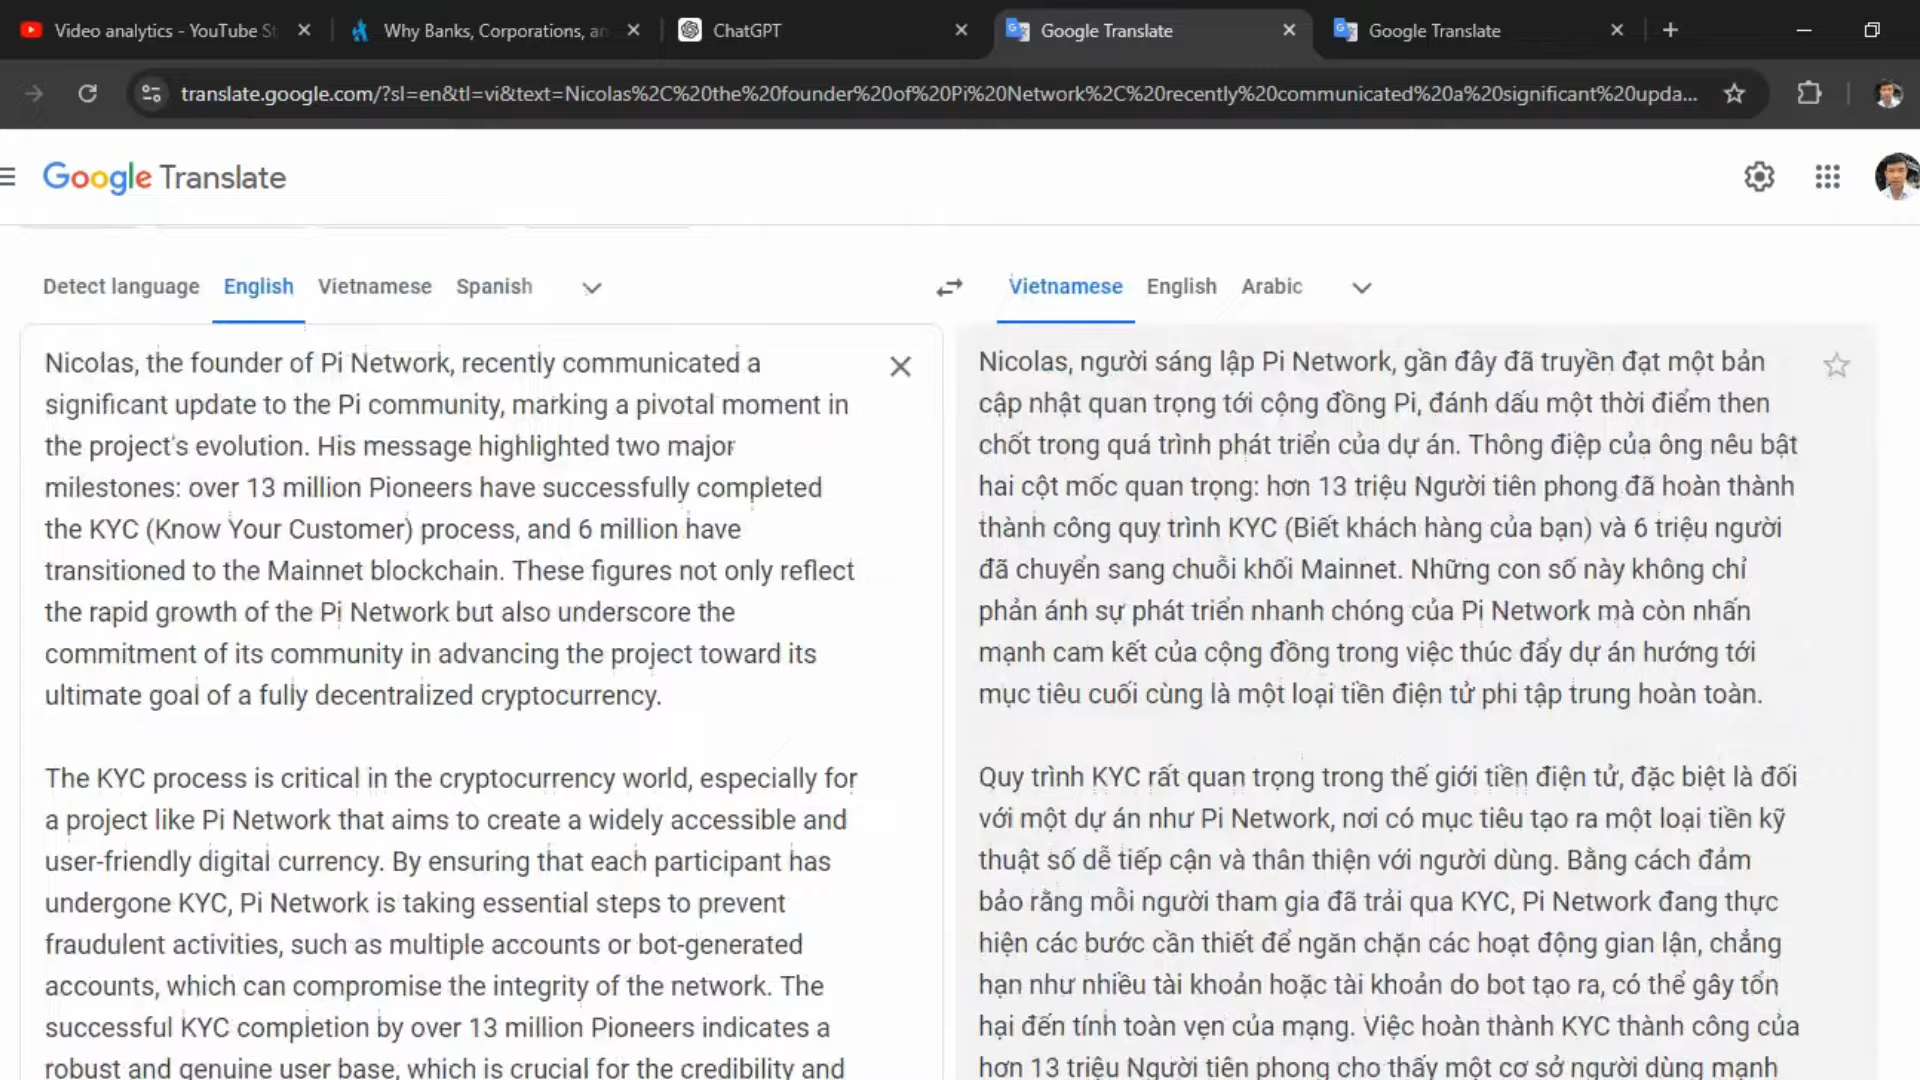 Video analytics - YouTube St
Why Banks, Corporations, an
ChatGPT
Google Translate
Google Translate
translate.google.com/?sl=en&tl=vi&text=Nicolas%2C%20the%20founder%20of%20Pi%20Network%2C%20recently%20communicated%20a%20significant%20upda...
Google Translate
Detect language English Vietnamese Spanish
Vietnamese English Arabic
Nicolas, the founder of Pi Network, recently communicated a
significant update to the Pi community, marking a pivotal moment in
the project's evolution. His message highlighted two major
milestones: over 13 million Pioneers have successfully completed
the KYC (Know Your Customer) process, and 6 million have
transitioned to the Mainnet blockchain. These figures not only reflect
the rapid growth of the Pi Network but also underscore the
commitment of its community in advancing the project toward its
ultimate goal of a fully decentralized cryptocurrency.
The KYC process is critical in the cryptocurrency world, especially for
a project like Pi Network that aims to create a widely accessible and
user-friendly digital currency. By ensuring that each participant has
undergone KYC, Pi Network is taking essential steps to prevent
fraudulent activities, such as multiple accounts or bot-generated
accounts, which can compromise the integrity of the network. The
successful KYC completion by over 13 million Pioneers indicates a
robust and genuine user base, which is crucial for the credibility and
Nicolas, người sáng lập Pi Network, gần đây đã truyền đạt một bản
cập nhật quan trọng tới cộng đồng Pi, đánh dấu một thời điểm then
chốt trong quá trình phát triển của dự án. Thông điệp của ông nêu bật
hai cột mốc quan trọng: hơn 13 triệu Người tiên phong đã hoàn thành
thành công quy trình KYC (Biết khách hàng của bạn) và 6 triệu người
đã chuyển sang chuỗi khối Mainnet. Những con số này không chỉ
phản ánh sự phát triển nhanh chóng của Pi Network mà còn nhấn
mạnh cam kết của cộng đồng trong việc thúc đẩy dự án hướng tới
mục tiêu cuối cùng là một loại tiền điện tử phi tập trung hoàn toàn.
Quy trình KYC rất quan trọng trong thế giới tiền điện tử, đặc biệt là đối
với một dự án như Pi Network, nơi có mục tiêu tạo ra một loại tiền kỹ
thuật số dễ tiếp cận và thân thiện với người dùng. Bằng cách đảm
bảo rằng mỗi người tham gia đã trải qua KYC, Pi Network đang thực
hiện các bước cần thiết để ngăn chặn các hoạt động gian lận, chẳng
hạn như nhiều tài khoản hoặc tài khoản do bot tạo ra, có thể gây tổn
hại đến tính toàn vẹn của mạng. Việc hoàn thành KYC thành công của
hơn 13 triệu Người tiên phong cho thấy một cơ sở người dùng mạnh